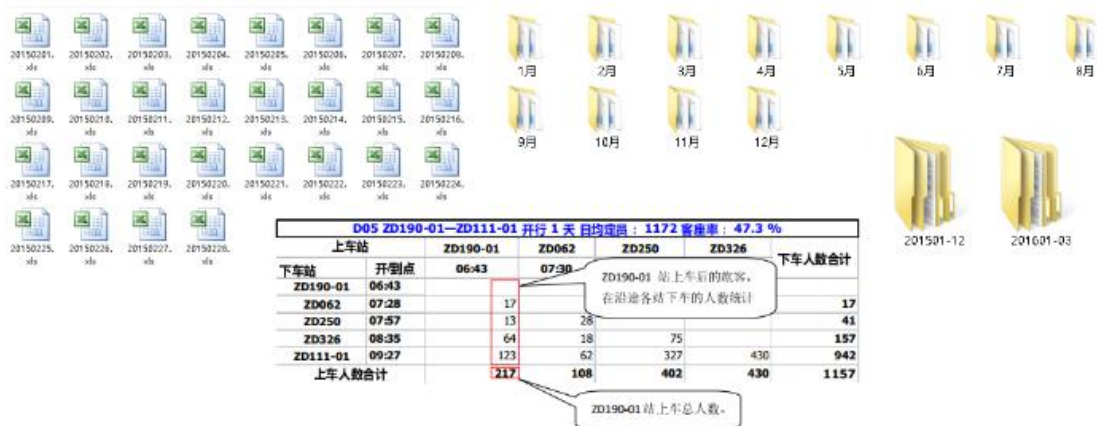 20150201. 20150202. 20150203. 20150204. 20150205. 20150206. 20150207. 20150208.
xls xls xls xls xls xls xls xls
20150209. 20150210. 20150211. 20150212. 20150213. 20150214. 20150215. 20150216.
xls xls xls xls xls xls xls xls
20150217. 20150218. 20150219. 20150220. 20150221. 20150222. 20150223. 20150224.
xls xls xls xls xls xls xls xls
20150225. 20150226. 20150227. 20150228.
xls xls xls xls
1月 2月 3月 4月 5月 6月 7月 8月
9月 10月 11月 12月
201501-12 201601-03
D05 ZD190-01—ZD111-01 开行 1 天 日均定员: 1172 客座率: 47.3 %
上车站 ZD190-01 ZD062 ZD250 ZD326 下车人数合计
下车站 开/到点 06:43 07:30
ZD190-01 06:43
ZD062 07:28 17 17
ZD250 07:57 13 28 41
ZD326 08:35 64 18 75 157
ZD111-01 09:27 123 62 327 430 942
上车人数合计 217 108 402 430 1157
ZD190-01 站上车后的旅客,
在沿途各站下车的人数统计
ZD190-01 站上车总人数。